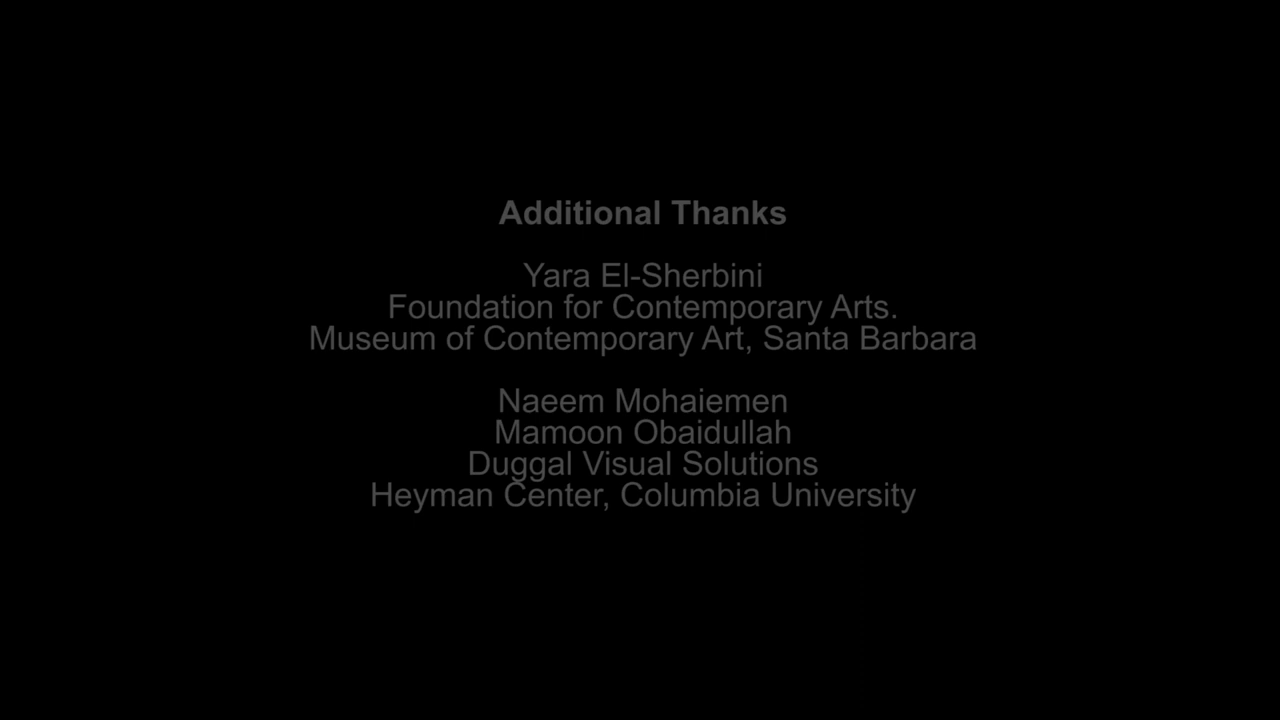 Additional Thanks
Yara El-Sherbini
Foundation for Contemporary Arts.
Museum of Contemporary Art, Santa Barbara
Naeem Mohaiemen
Mamoon Obaidullah
Duggal Visual Solutions
Heyman Center, Columbia University